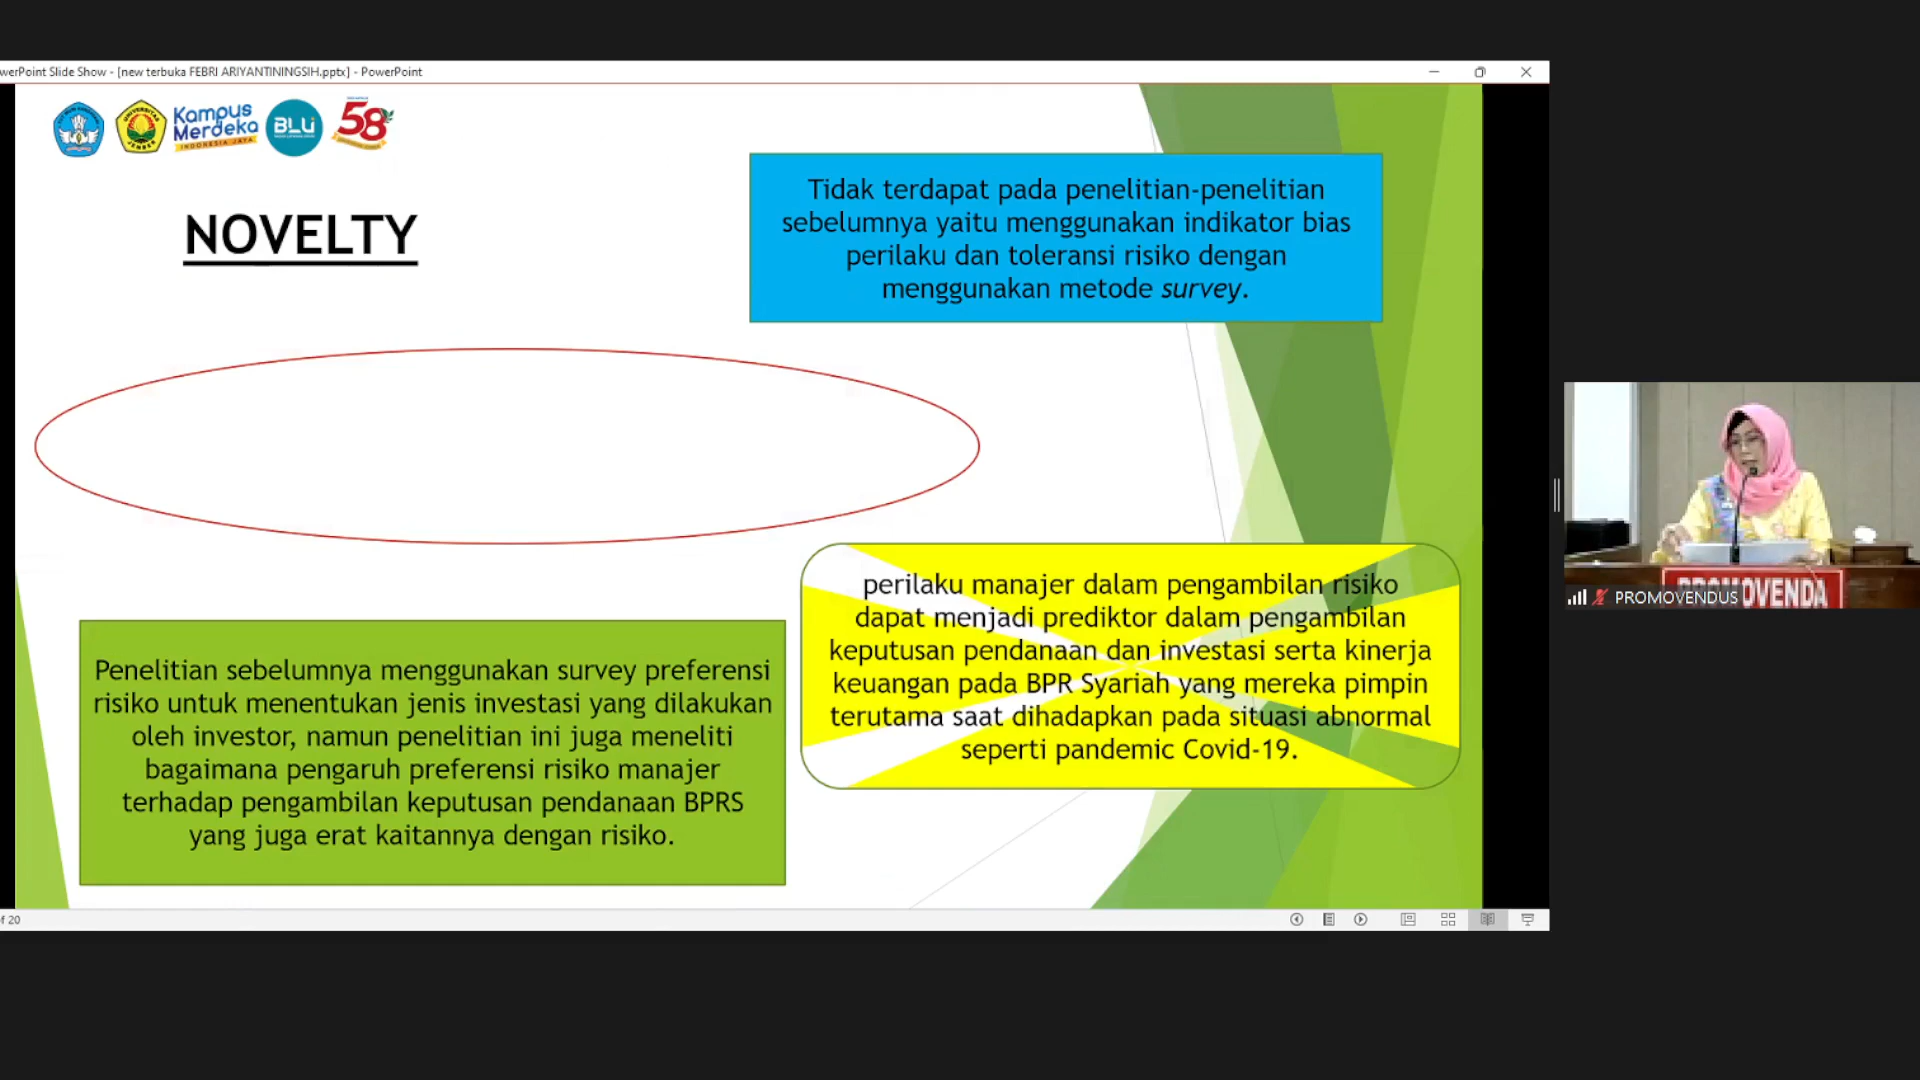 werPoint Slide Show - [new terbuka FEBRI ARIYANTININGSIH.pptx] - PowerPoint
UNIVERSITAS
JEMBER
Kampus
Merdeka
INDONESIA JAYA
BLU
58
NOVELTY
Tidak terdapat pada penelitian-penelitian
sebelumnya yaitu menggunakan indikator bias
perilaku dan toleransi risiko dengan
menggunakan metode survey.
perilaku manajer dalam pengambilan risiko
dapat menjadi prediktor dalam pengambilan
keputusan pendanaan dan investasi serta kinerja
keuangan pada BPR Syariah yang mereka pimpin
terutama saat dihadapkan pada situasi abnormal
seperti pandemic Covid-19.
Penelitian sebelumnya menggunakan survey preferensi
risiko untuk menentukan jenis investasi yang dilakukan
oleh investor, namun penelitian ini juga meneliti
bagaimana pengaruh preferensi risiko manajer
terhadap pengambilan keputusan pendanaan BPRS
yang juga erat kaitannya dengan risiko.
PROMOVENDA
PROMOVENDUS
f 20